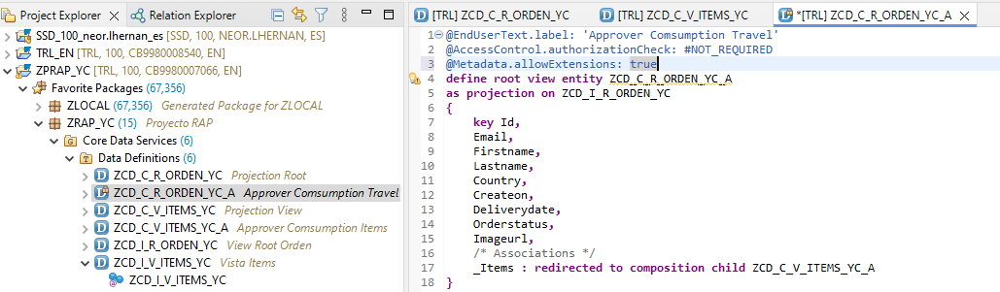 Project Explorer
Relation Explorer
SSD_100_neor.lhernan_es [SSD, 100, NEOR.LHERNAN, ES]
TRL_EN [TRL, 100, CB9980008540, EN]
ZPRAP_YC [TRL, 100, CB9980007066, EN]
Favorite Packages (67,356)
ZLOCAL (67,356) Generated Package for ZLOCAL
ZRAP_YC (15) Proyecto RAP
Core Data Services (6)
Data Definitions (6)
ZCD_C_R_ORDEN_YC Projection Root
ZCD_C_R_ORDEN_YC_A Approver Comsumption Travel
ZCD_C_V_ITEMS_YC Projection View
ZCD_C_V_ITEMS_YC_A Approver Comsumption Items
ZCD_I_R_ORDEN_YC View Root Orden
ZCD_I_V_ITEMS_YC Vista Items
ZCD_I_V_ITEMS_YC
[TRL] ZCD_C_R_ORDEN_YC
[TRL] ZCD_C_V_ITEMS_YC
*[TRL] ZCD_C_R_ORDEN_YC_A
1 @EndUserText.label: 'Approver Comsumption Travel'
2 @AccessControl.authorizationCheck: #NOT_REQUIRED
3 @Metadata.allowExtensions: true
4 define root view entity ZCD_C_R_ORDEN_YC_A
5 as projection on ZCD_I_R_ORDEN_YC
6 {
7 key Id,
8 Email,
9 Firstname,
10 Lastname,
11 Country,
12 Createon,
13 Deliverydate,
14 Orderstatus,
15 Imageurl,
16 /* Associations */
17 _Items : redirected to composition child ZCD_C_V_ITEMS_YC_A
18 }